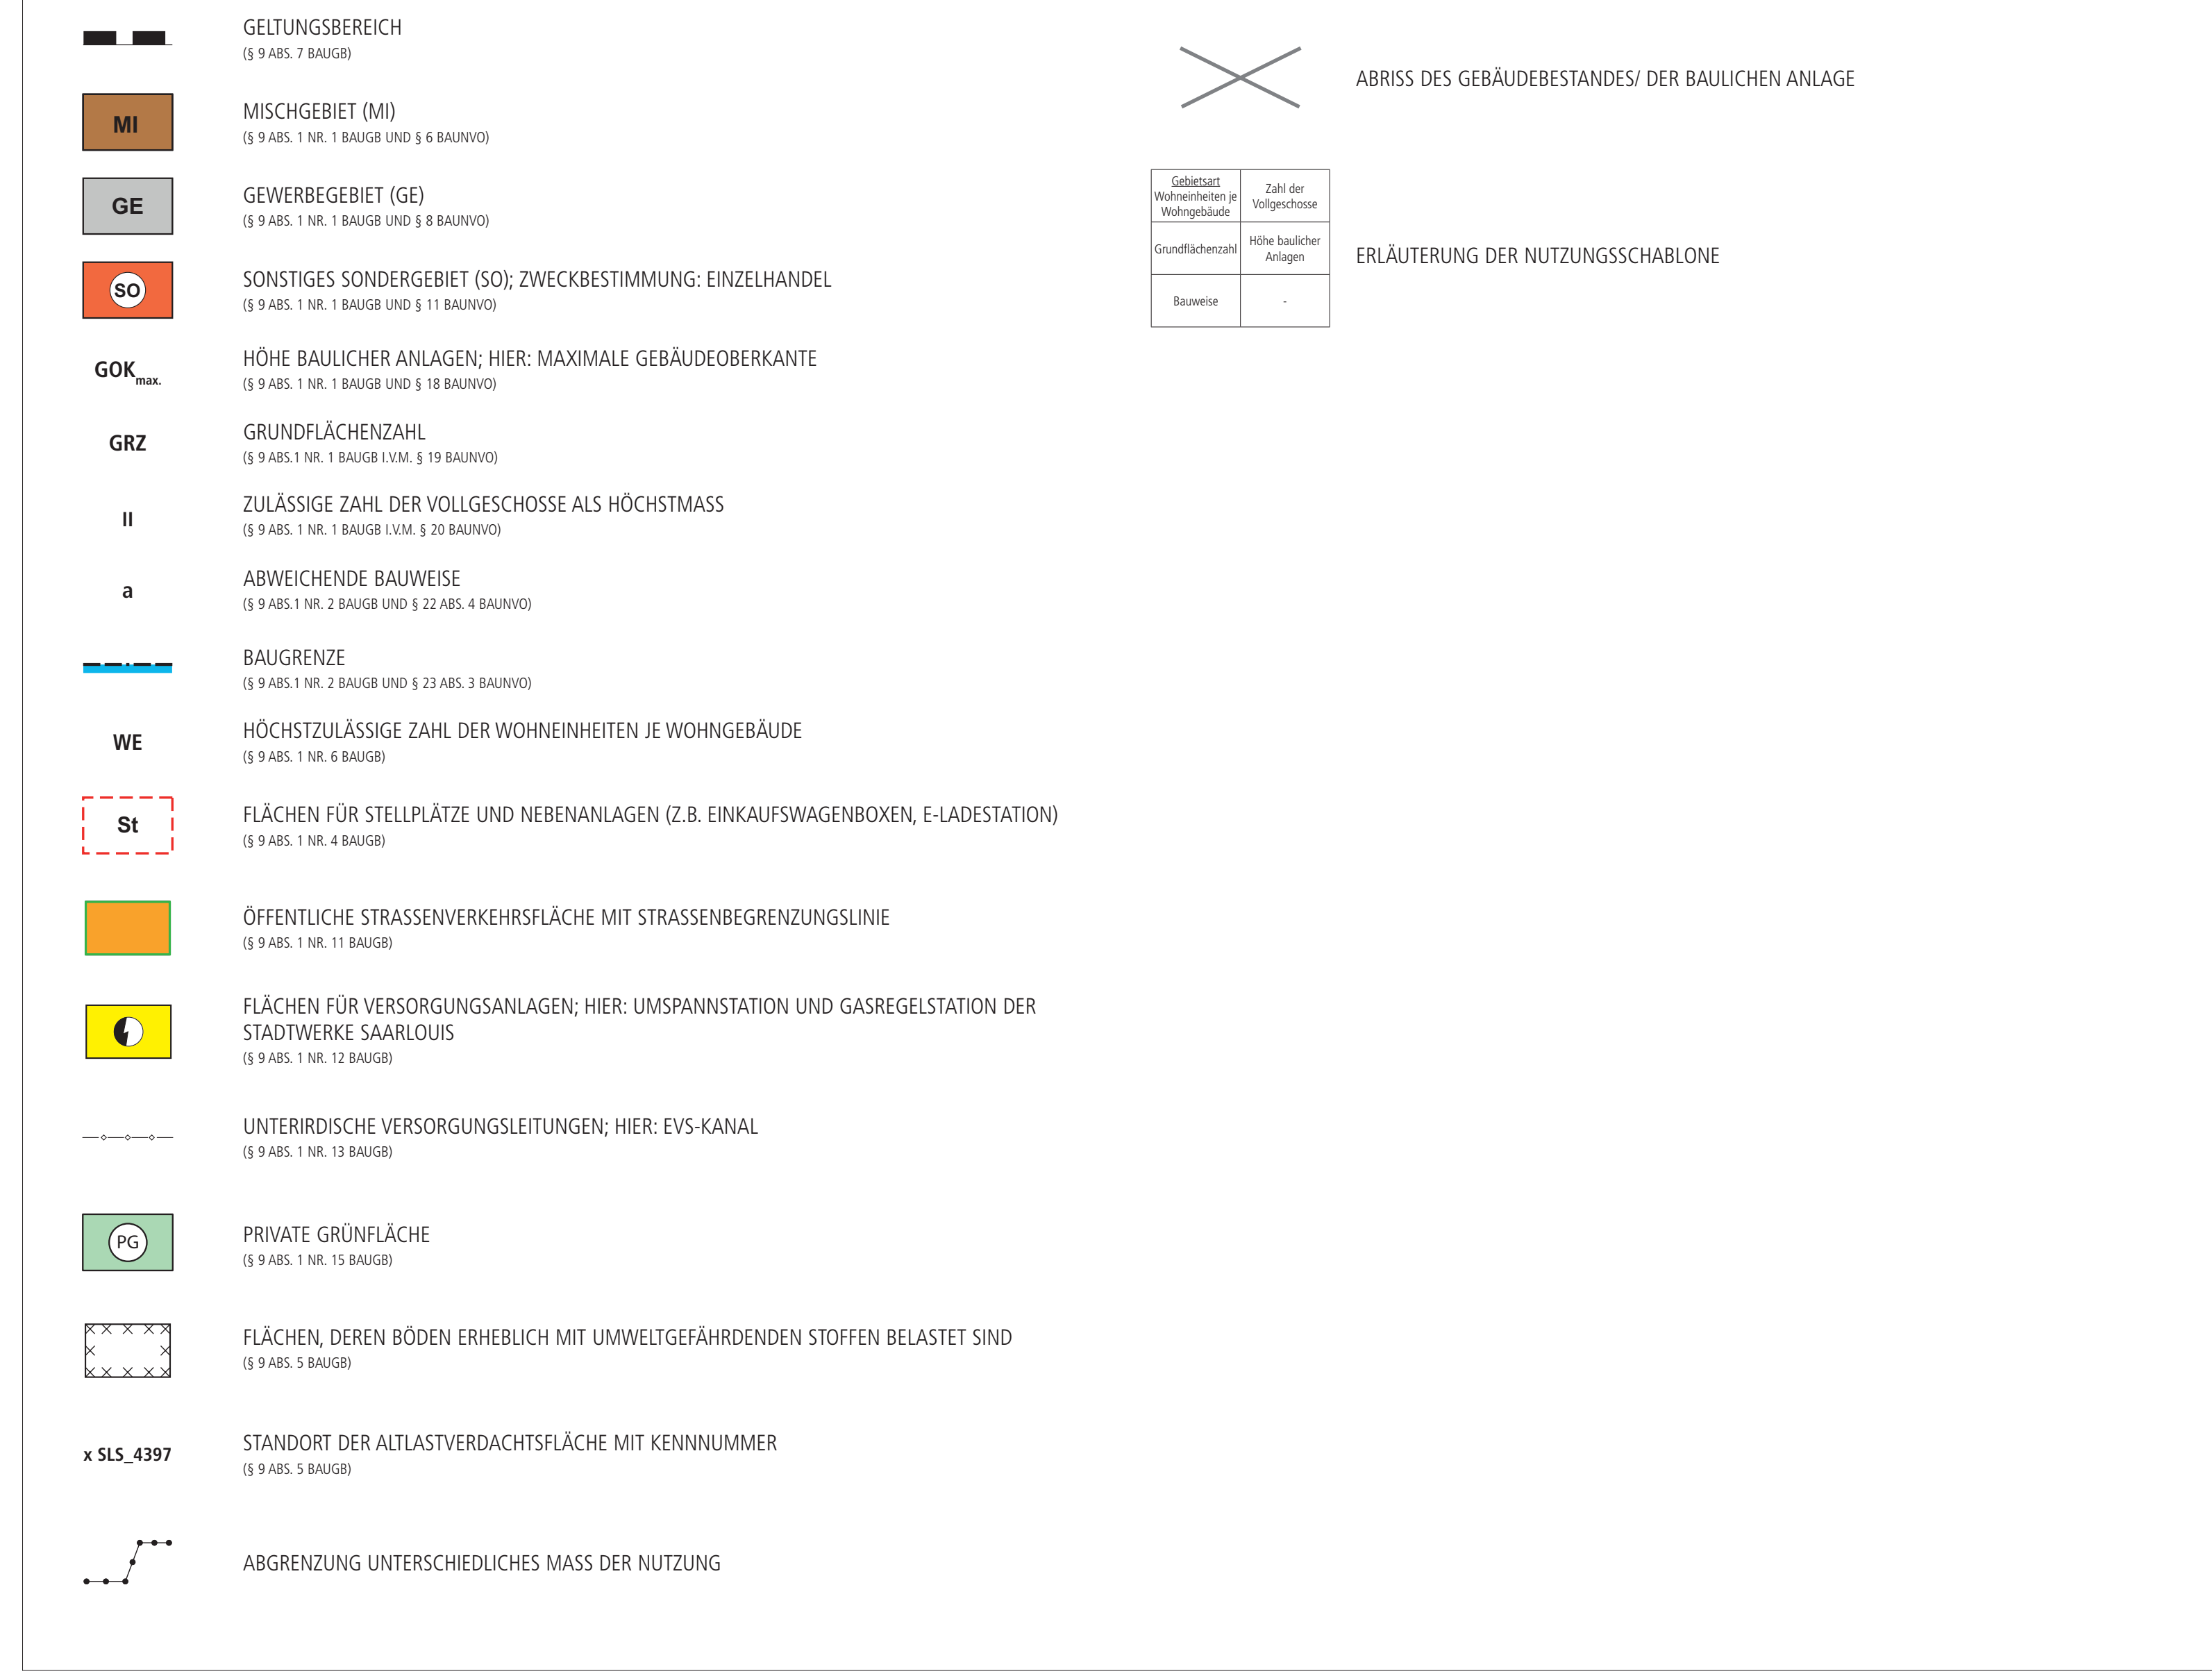 GELTUNGSBEREICH
(§ 9 ABS. 7 BAUGB)
MI
MISCHGEBIET (MI)
(§ 9 ABS. 1 NR. 1 BAUGB UND § 6 BAUNVO)
GE
GEWERBEGEBIET (GE)
(§ 9 ABS. 1 NR. 1 BAUGB UND § 8 BAUNVO)
SO
SONSTIGES SONDERGEBIET (SO); ZWECKBESTIMMUNG: EINZELHANDEL
(§ 9 ABS. 1 NR. 1 BAUGB UND § 11 BAUNVO)
GOK max.
HÖHE BAULICHER ANLAGEN; HIER: MAXIMALE GEBÄUDEOBERKANTE
(§ 9 ABS. 1 NR. 1 BAUGB UND § 18 BAUNVO)
GRZ
GRUNDFLÄCHENZAHL
(§ 9 ABS.1 NR. 1 BAUGB I.V.M. § 19 BAUNVO)
II
ZULÄSSIGE ZAHL DER VOLLGESCHOSSE ALS HÖCHSTMASS
(§ 9 ABS. 1 NR. 1 BAUGB I.V.M. § 20 BAUNVO)
a
ABWEICHENDE BAUWEISE
(§ 9 ABS.1 NR. 2 BAUGB UND § 22 ABS. 4 BAUNVO)
BAUGRENZE
(§ 9 ABS.1 NR. 2 BAUGB UND § 23 ABS. 3 BAUNVO)
WE
HÖCHSTZULÄSSIGE ZAHL DER WOHNEINHEITEN JE WOHNGEBÄUDE
(§ 9 ABS. 1 NR. 6 BAUGB)
St
FLÄCHEN FÜR STELLPLÄTZE UND NEBENANLAGEN (Z.B. EINKAUFSWAGENBOXEN, E-LADESTATION)
(§ 9 ABS. 1 NR. 4 BAUGB)
ÖFFENTLICHE STRASSENVERKEHRSFLÄCHE MIT STRASSENBEGRENZUNGSLINIE
(§ 9 ABS. 1 NR. 11 BAUGB)
FLÄCHEN FÜR VERSORGUNGSANLAGEN; HIER: UMSPANNSTATION UND GASREGELSTATION DER
STADTWERKE SAARLOUIS
(§ 9 ABS. 1 NR. 12 BAUGB)
UNTERIRDISCHE VERSORGUNGSLEITUNGEN; HIER: EVS-KANAL
(§ 9 ABS. 1 NR. 13 BAUGB)
PG
PRIVATE GRÜNFLÄCHE
(§ 9 ABS. 1 NR. 15 BAUGB)
FLÄCHEN, DEREN BÖDEN ERHEBLICH MIT UMWELTGEFÄHRDENDEN STOFFEN BELASTET SIND
(§ 9 ABS. 5 BAUGB)
x SLS_4397
STANDORT DER ALTLASTVERDACHTSFLÄCHE MIT KENNNUMMER
(§ 9 ABS. 5 BAUGB)
ABGRENZUNG UNTERSCHIEDLICHES MASS DER NUTZUNG
ABRISS DES GEBÄUDEBESTANDES/ DER BAULICHEN ANLAGE
Gebietsart
Wohneinheiten je
Wohngebäude
Zahl der
Vollgeschosse
Grundflächenzahl
Höhe baulicher
Anlagen
Bauweise
-
ERLÄUTERUNG DER NUTZUNGSSCHABLONE